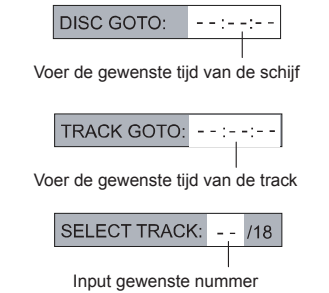 DISC GOTO: --:--:--
Voer de gewenste tijd van de schijf
TRACK GOTO: --:--:--
Voer de gewenste tijd van de track
SELECT TRACK: -- /18
Input gewenste nummer